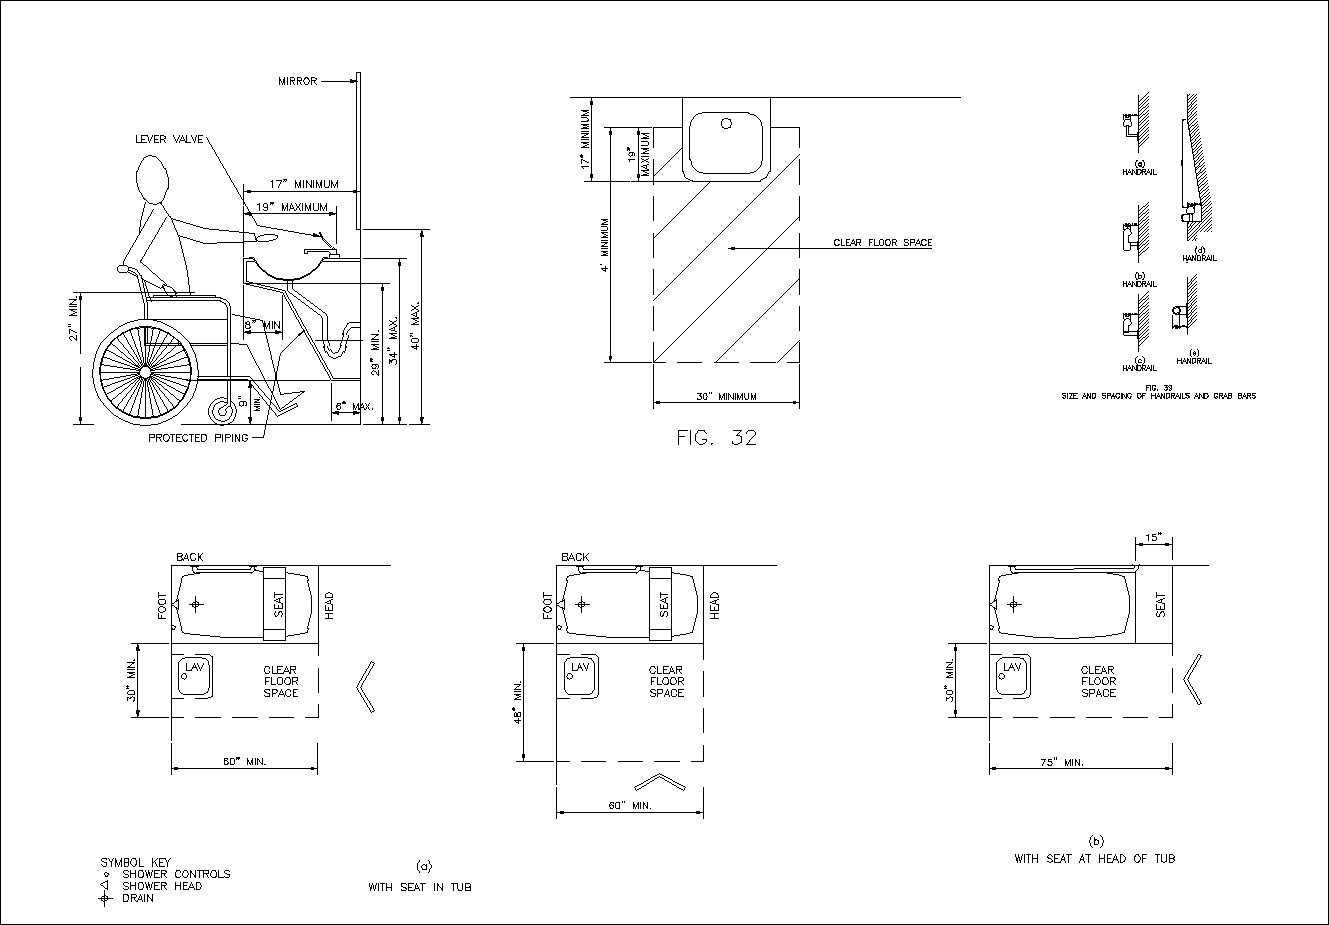 MIRROR
LEVER VALVE
17" MINIMUM
19" MAXIMUM
27" MIN.
6" MIN
9"
MIN.
6" MAX.
29" MIN.
34" MAX.
40" MAX.
PROTECTED PIPING
17" MINIMUM
19"
MAXIMUM
4' MINIMUM
CLEAR FLOOR SPACE
30" MINIMUM
FIG. 32
(a)
HANDRAIL
(b)
HANDRAIL
(c)
HANDRAIL
(d)
HANDRAIL
(e)
HANDRAIL
FIG. 39
SIZE AND SPACING OF HANDRAILS AND GRAB BARS
BACK
FOOT
SEAT
HEAD
30" MIN.
LAV
CLEAR
FLOOR
SPACE
60" MIN.
BACK
FOOT
SEAT
HEAD
48" MIN.
LAV
CLEAR
FLOOR
SPACE
60" MIN.
15"
SEAT
30" MIN.
LAV
CLEAR
FLOOR
SPACE
75" MIN.
SYMBOL KEY
SHOWER CONTROLS
SHOWER HEAD
DRAIN
(a)
WITH SEAT IN TUB
(b)
WITH SEAT AT HEAD OF TUB